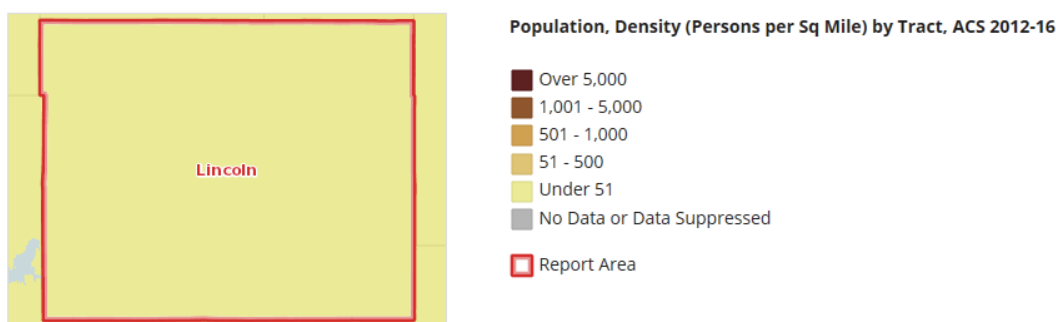 Lincoln
Population, Density (Persons per Sq Mile) by Tract, ACS 2012-16
Over 5,000
1,001 - 5,000
501 - 1,000
51 - 500
Under 51
No Data or Data Suppressed
Report Area